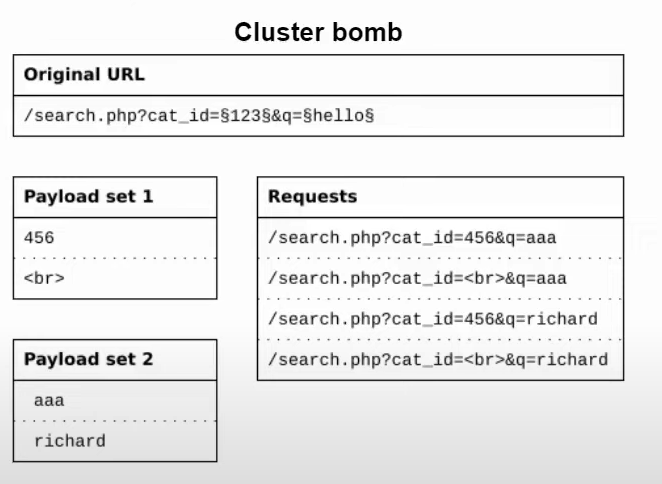 Cluster bomb
Original URL
/search.php?cat_id=§123§&q=§hello§
Payload set 1
456
<br>
Requests
/search.php?cat_id=456&q=aaa
/search.php?cat_id=<br>&q=aaa
/search.php?cat_id=456&q=richard
/search.php?cat_id=<br>&q=richard
Payload set 2
aaa
richard